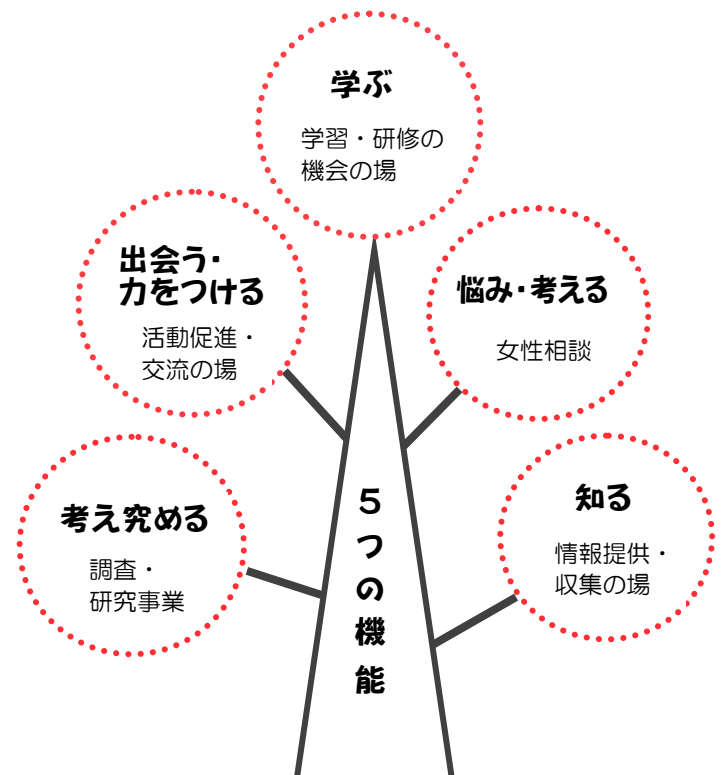 学ぶ
学習・研修の
機会の場
出会う・
力をつける
活動促進・
交流の場
悩み・考える
女性相談
考え究める
調査・
研究事業
知る
情報提供・
収集の場
５つの機能